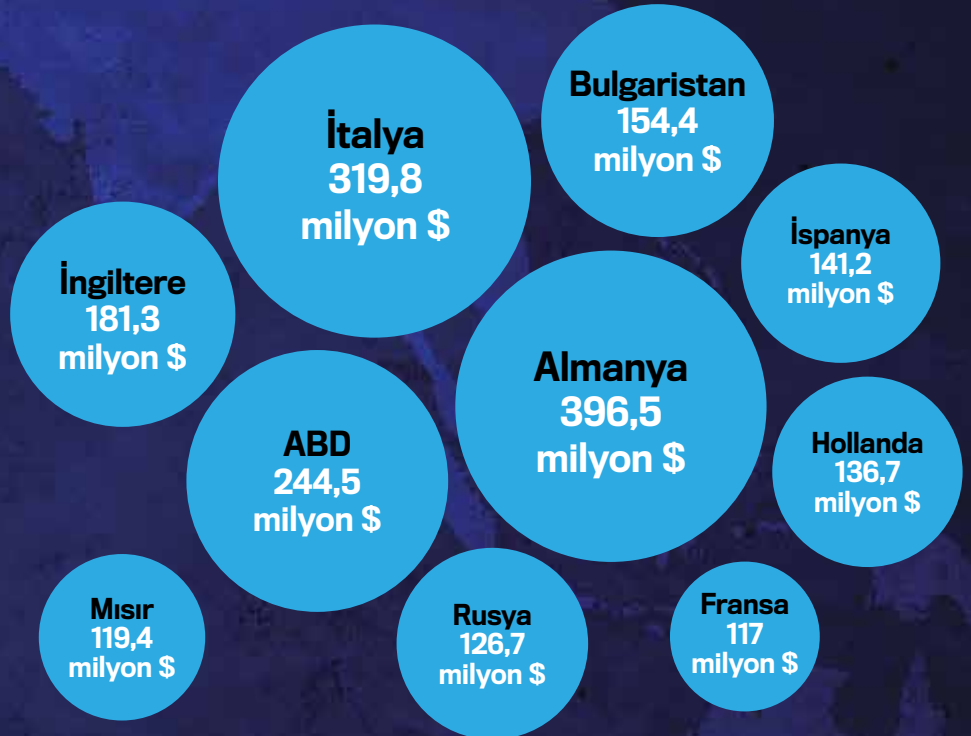 Bulgaristan
154,4
milyon $
İtalya
319,8
milyon $
İspanya
141,2
milyon $
İngiltere
181,3
milyon $
Almanya
396,5
milyon $
ABD
244,5
milyon $
Hollanda
136,7
milyon $
Mısır
119,4
milyon $
Rusya
126,7
milyon $
Fransa
117
milyon $